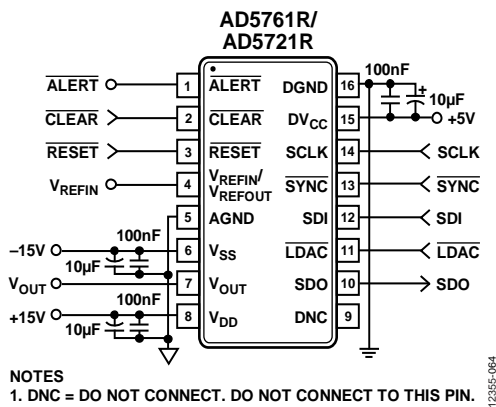 AD5761R/
AD5721R
ALERT 1 ALERT DGND 16 100nF
10µF
CLEAR 2 CLEAR DVCC 15 +5V
RESET 3 RESET SCLK 14 SCLK
VREFIN 4 VREFIN/
VREFOUT SYNC 13 SYNC
5 AGND SDI 12 SDI
100nF
–15V 6 VSS LDAC 11 LDAC
10µF
VOUT 7 VOUT SDO 10 SDO
100nF
+15V 8 VDD DNC 9
10µF
NOTES
1. DNC = DO NOT CONNECT. DO NOT CONNECT TO THIS PIN.
12355-064